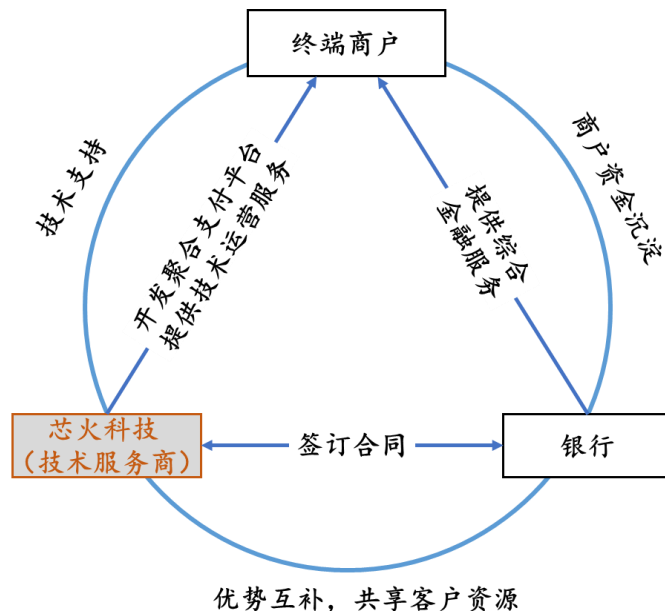 终端商户
技术支持
开发聚合支付平台
提供技术运营服务
提供综合
金融服务
商户资金沉淀
芯火科技
（技术服务商）
签订合同
银行
优势互补，共享客户资源